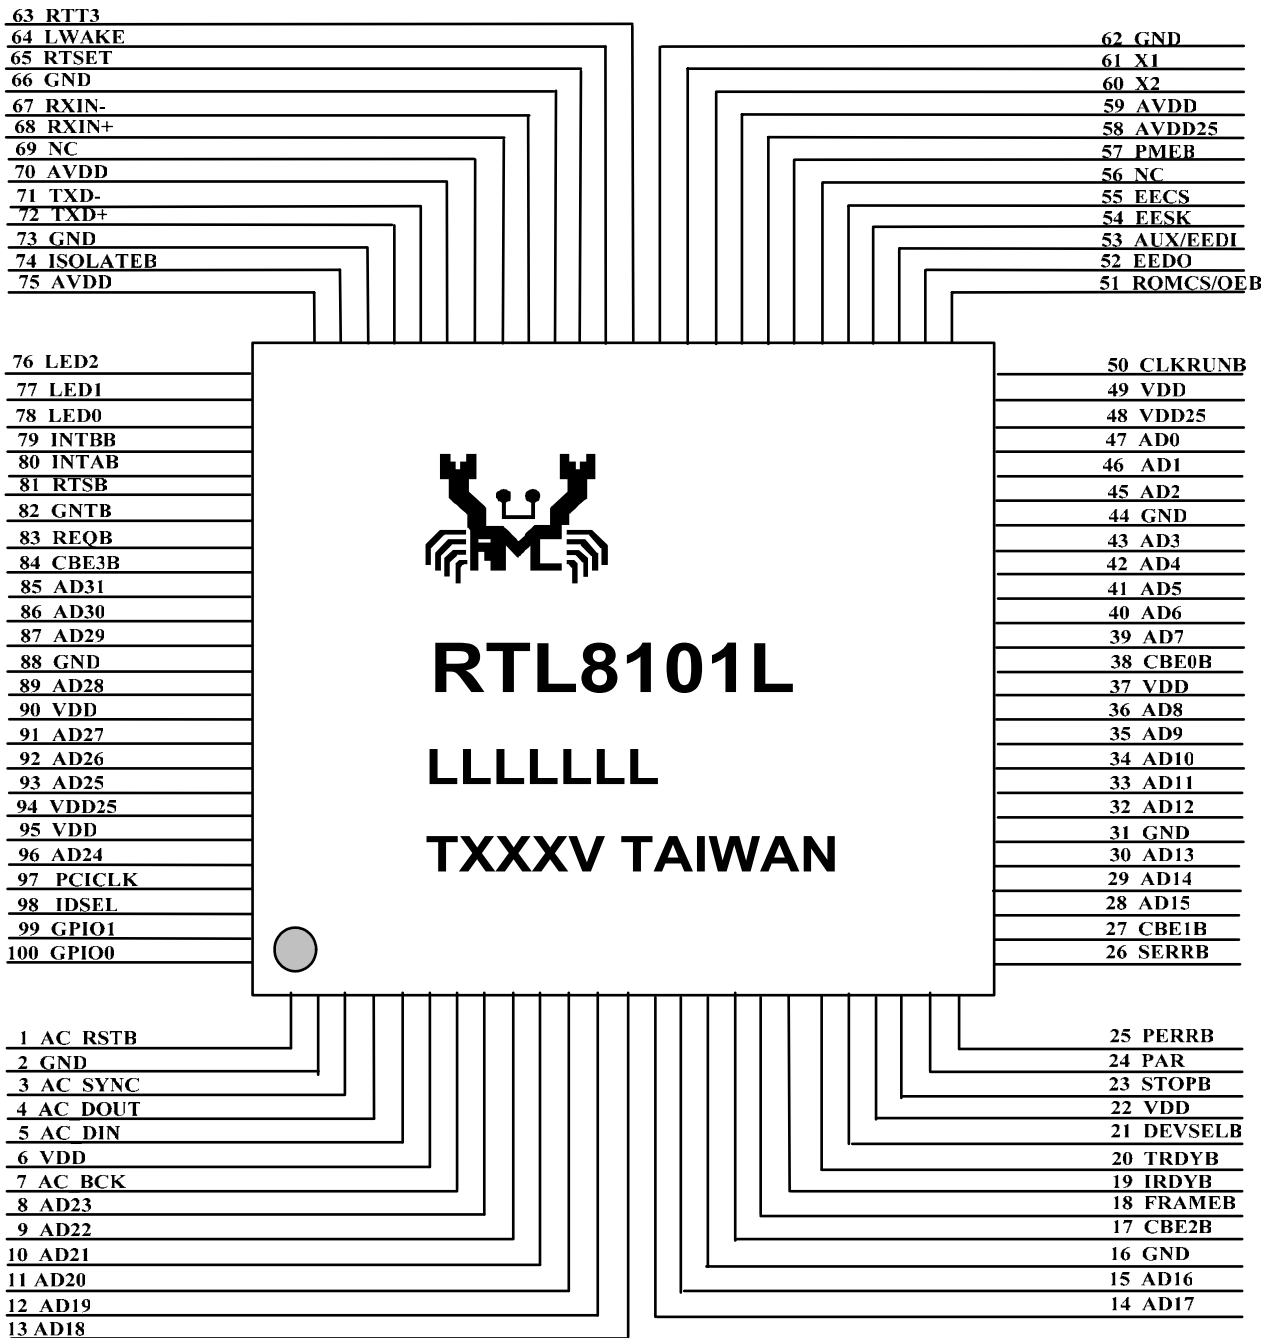 63 RTT3
64 LWAKE
65 RTSET
66 GND
67 RXIN-
68 RXIN+
69 NC
70 AVDD
71 TXD-
72 TXD+
73 GND
74 ISOLATEB
75 AVDD
62 GND
61 X1
60 X2
59 AVDD
58 AVDD25
57 PMEB
56 NC
55 EECS
54 EESK
53 AUX/EEDI
52 EEDO
51 ROMCS/OEB
76 LED2
77 LED1
78 LED0
79 INTBB
80 INTAB
81 RTSB
82 GNTB
83 REQB
84 CBE3B
85 AD31
86 AD30
87 AD29
88 GND
89 AD28
90 VDD
91 AD27
92 AD26
93 AD25
94 VDD25
95 VDD
96 AD24
97 PCICLK
98 IDSEL
99 GPIO1
100 GPIO0
RTL8101L
LLLLLLL
TXXXV TAIWAN
50 CLKRUNB
49 VDD
48 VDD25
47 AD0
46 AD1
45 AD2
44 GND
43 AD3
42 AD4
41 AD5
40 AD6
39 AD7
38 CBE0B
37 VDD
36 AD8
35 AD9
34 AD10
33 AD11
32 AD12
31 GND
30 AD13
29 AD14
28 AD15
27 CBE1B
26 SERRB
1 AC_RSTB
2 GND
3 AC_SYNC
4 AC_DOUT
5 AC_DIN
6 VDD
7 AC_BCK
8 AD23
9 AD22
10 AD21
11 AD20
12 AD19
13 AD18
25 PERRB
24 PAR
23 STOPB
22 VDD
21 DEVSELB
20 TRDYB
19 IRDYB
18 FRAMEB
17 CBE2B
16 GND
15 AD16
14 AD17